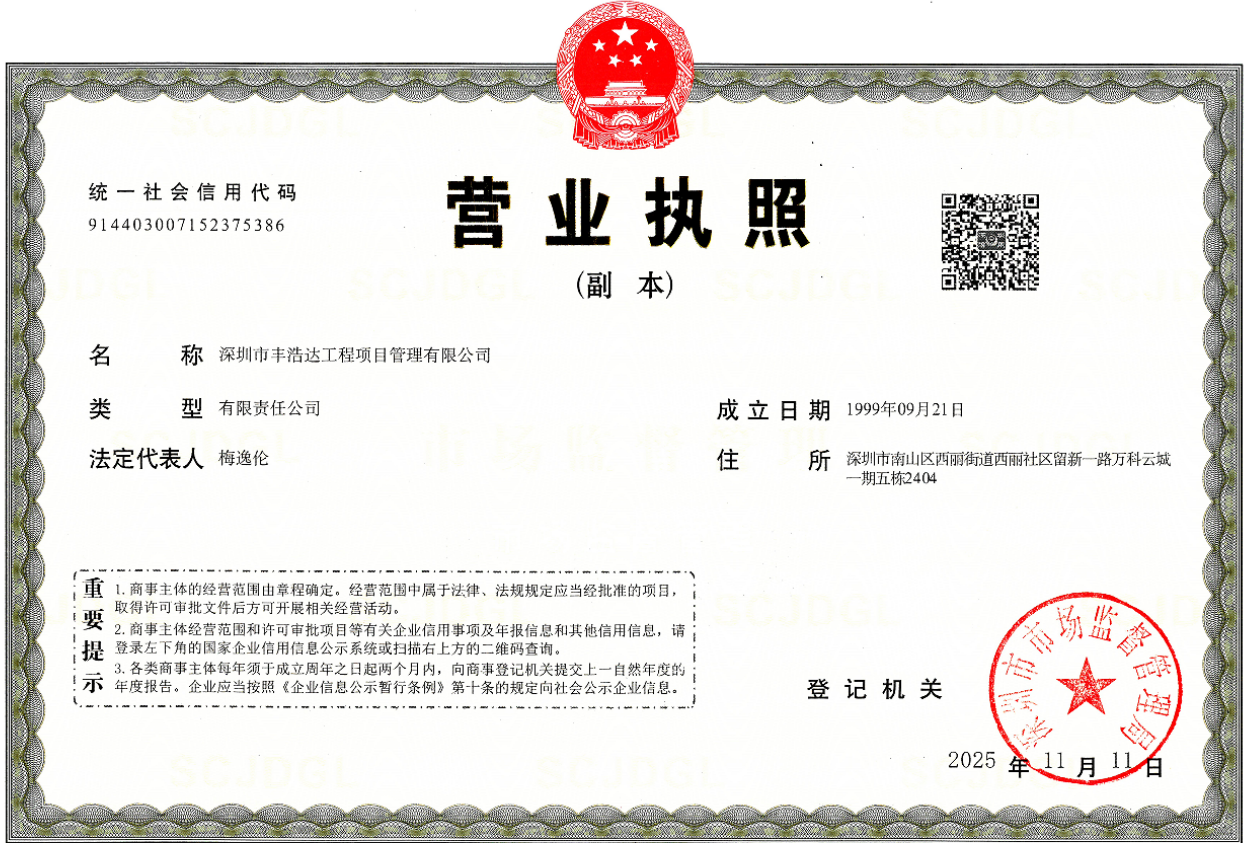 统一社会信用代码
914403007152375386
营业执照
(副 本)
名 称 深圳市丰浩达工程项目管理有限公司
类 型 有限责任公司
成立日期 1999年09月21日
法定代表人 梅逸伦
住 所 深圳市南山区西丽街道西丽社区留新一路万科云城
一期五栋2404
重要提示
1. 商事主体的经营范围由章程确定。经营范围中属于法律、法规规定应当经批准的项目，
取得许可审批文件后方可开展相关经营活动。
2. 商事主体经营范围和许可审批项目等有关企业信用事项及年报信息和其他信用信息，请
登录左下角的国家企业信用信息公示系统或扫描右上方的二维码查询。
3. 各类商事主体每年须于成立周年之日起两个月内，向商事登记机关提交上一自然年度的
年度报告。企业应当按照《企业信息公示暂行条例》第十条的规定向社会公示企业信息。
登记机关
深圳市市场监督管理局
2025 年 11 月 11 日
SCJDGL
市场监督管理